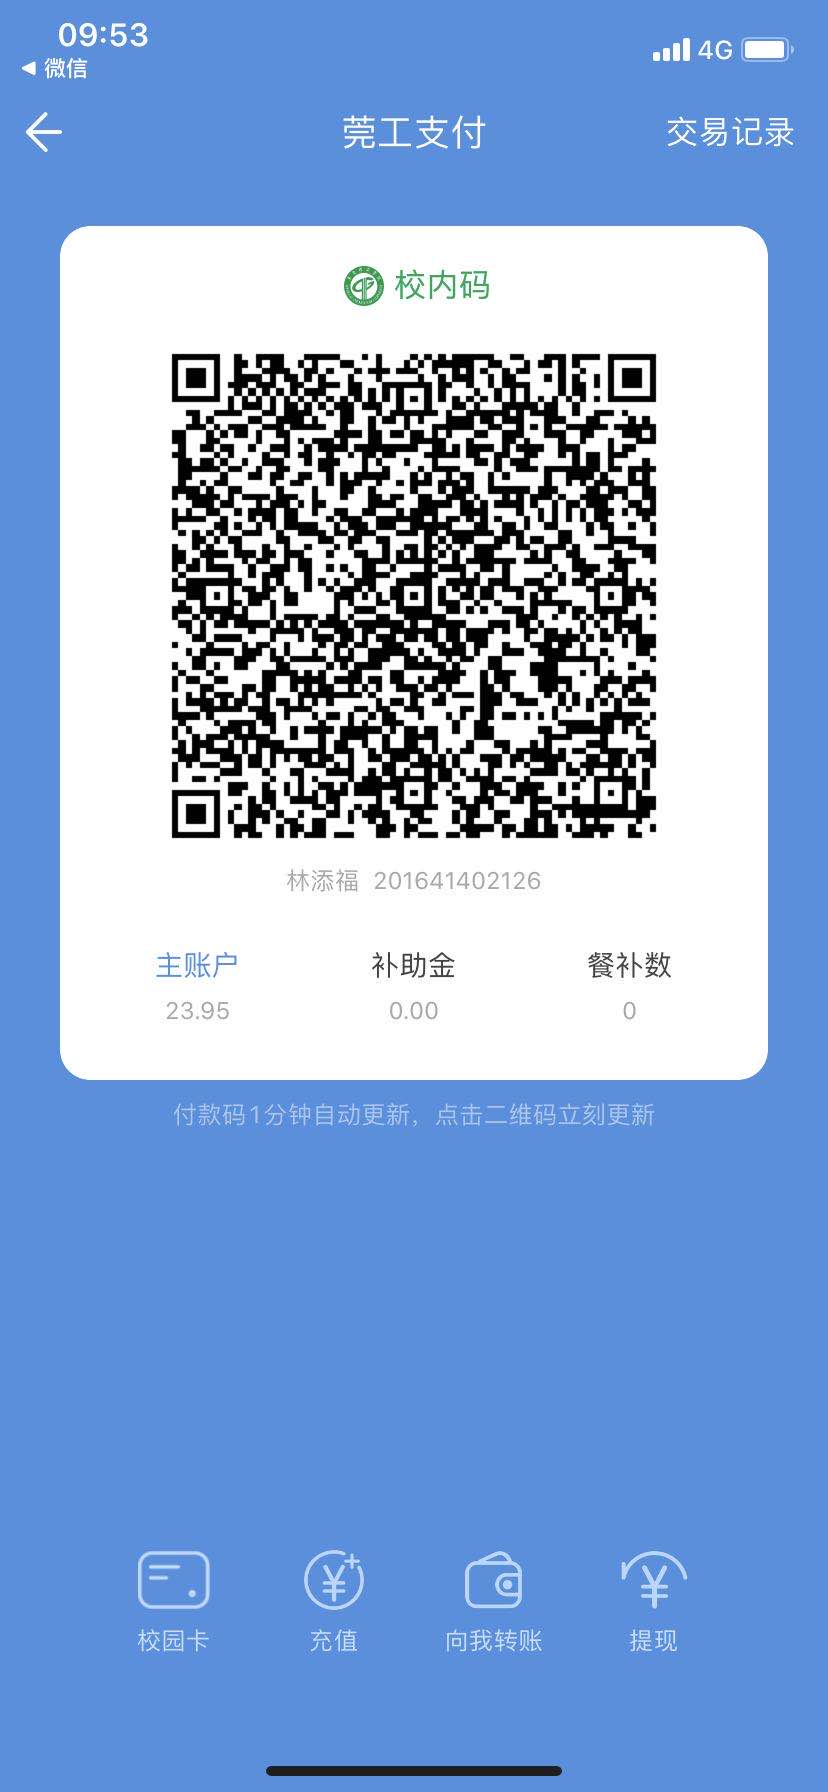 09:53
微信
4G
莞工支付
交易记录
校内码
林添福 201641402126
主账户 补助金 餐补数
23.95 0.00 0
付款码1分钟自动更新，点击二维码立刻更新
校园卡 充值 向我转账 提现